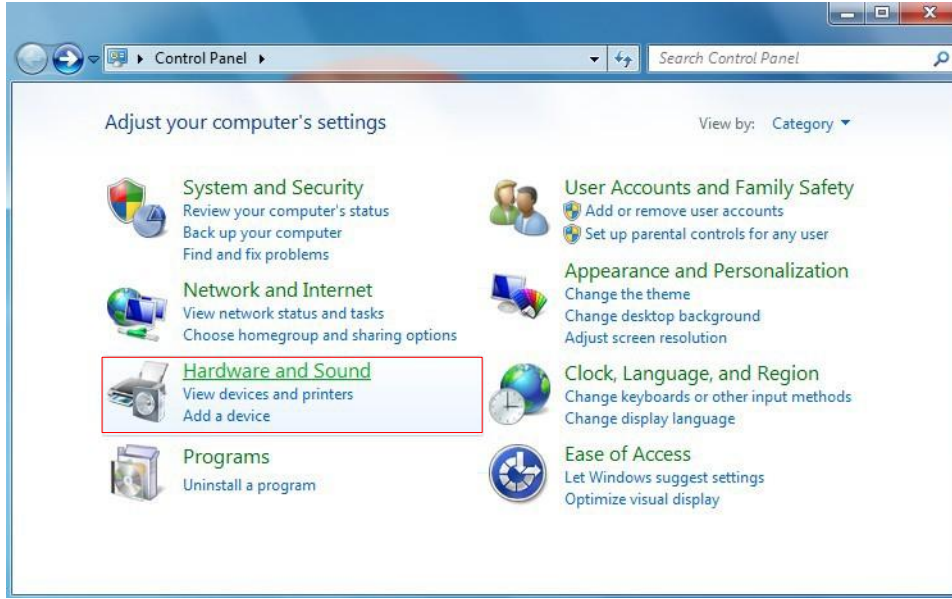 Control Panel
Search Control Panel
Adjust your computer's settings
View by: Category
System and Security
Review your computer's status
Back up your computer
Find and fix problems
Network and Internet
View network status and tasks
Choose homegroup and sharing options
Hardware and Sound
View devices and printers
Add a device
Programs
Uninstall a program
User Accounts and Family Safety
Add or remove user accounts
Set up parental controls for any user
Appearance and Personalization
Change the theme
Change desktop background
Adjust screen resolution
Clock, Language, and Region
Change keyboards or other input methods
Change display language
Ease of Access
Let Windows suggest settings
Optimize visual display